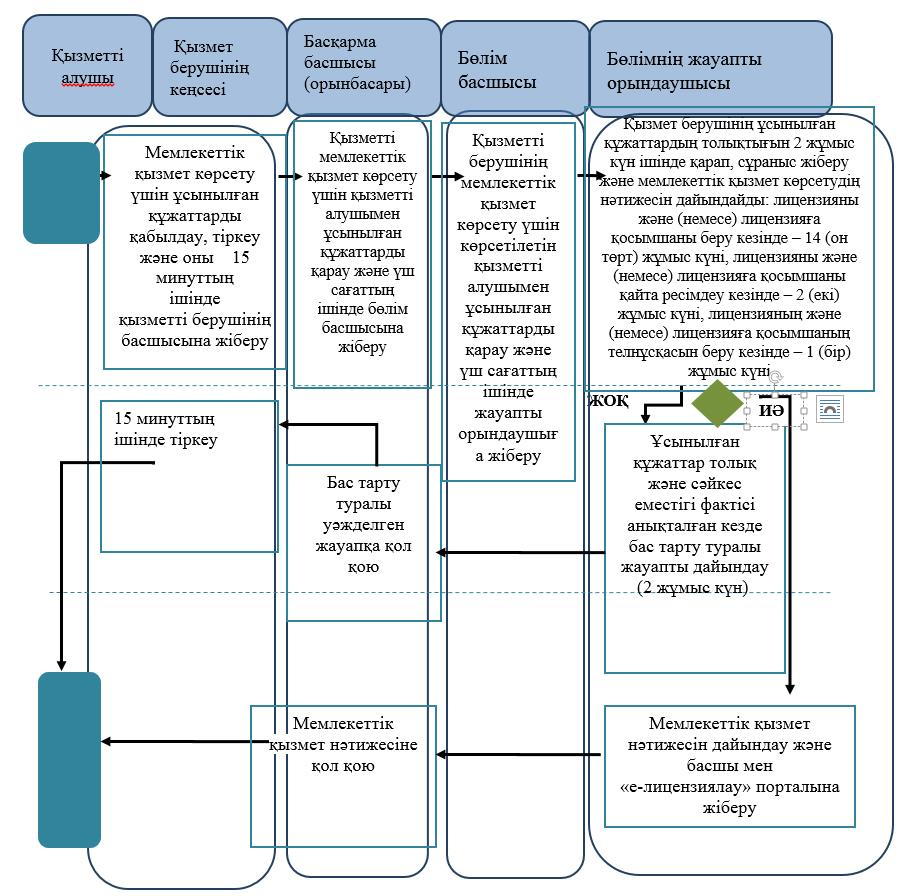 Қызметті
алушы
Қызмет
берушінің
кеңсесі
Басқарма
басшысы
(орынбасары)
Бөлім
басшысы
Бөлімнің жауапты
орындаушысы
Мемлекеттік
қызмет көрсету
үшін ұсынылған
құжаттарды
қабылдау, тіркеу
және оны 15
минуттың
ішінде
қызметті берушінің
басшысына жіберу
Қызметті
мемлекеттік
қызмет көрсету
үшін қызметті
алушымен
ұсынылған
құжаттарды
қарау және үш
сағаттың
ішінде бөлім
басшысына
жіберу
Қызметті
берушінің
мемлекеттік
қызмет
көрсету үшін
көрсетілетін
қызметті
алушымен
ұсынылған
құжаттарды
қарау және
үш сағаттың
ішінде
жауапты
орындаушығ
а жіберу
Қызмет берушінің ұсынылған
құжаттардың толықтығын 2 жұмыс
күн ішінде қарап, сұраныс жіберу
және мемлекеттік қызмет көрсетудің
нәтижесін дайындайды: лицензияны
және (немесе) лицензияға
қосымшаны беру кезінде – 14 (он
төрт) жұмыс күні, лицензияны және
(немесе) лицензияға қосымшаны
қайта ресімдеу кезінде – 2 (екі)
жұмыс күні, лицензияның және
(немесе) лицензияға қосымшаның
телнұсқасын беру кезінде – 1 (бір)
жұмыс күні
ЖОҚ
ИӘ
15 минуттың
ішінде тіркеу
Бас тарту
туралы
уәжделген
жауапқа қол
қою
Ұсынылған
құжаттар толық
және сәйкес
еместігі фактісі
анықталған кезде
бас тарту туралы
жауапты дайындау
(2 жұмыс күн)
Мемлекеттік
қызмет нәтижесіне
қол қою
Мемлекеттік қызмет
нәтижесін дайындау және
басшы мен
«е-лицензиялау» порталына
жіберу